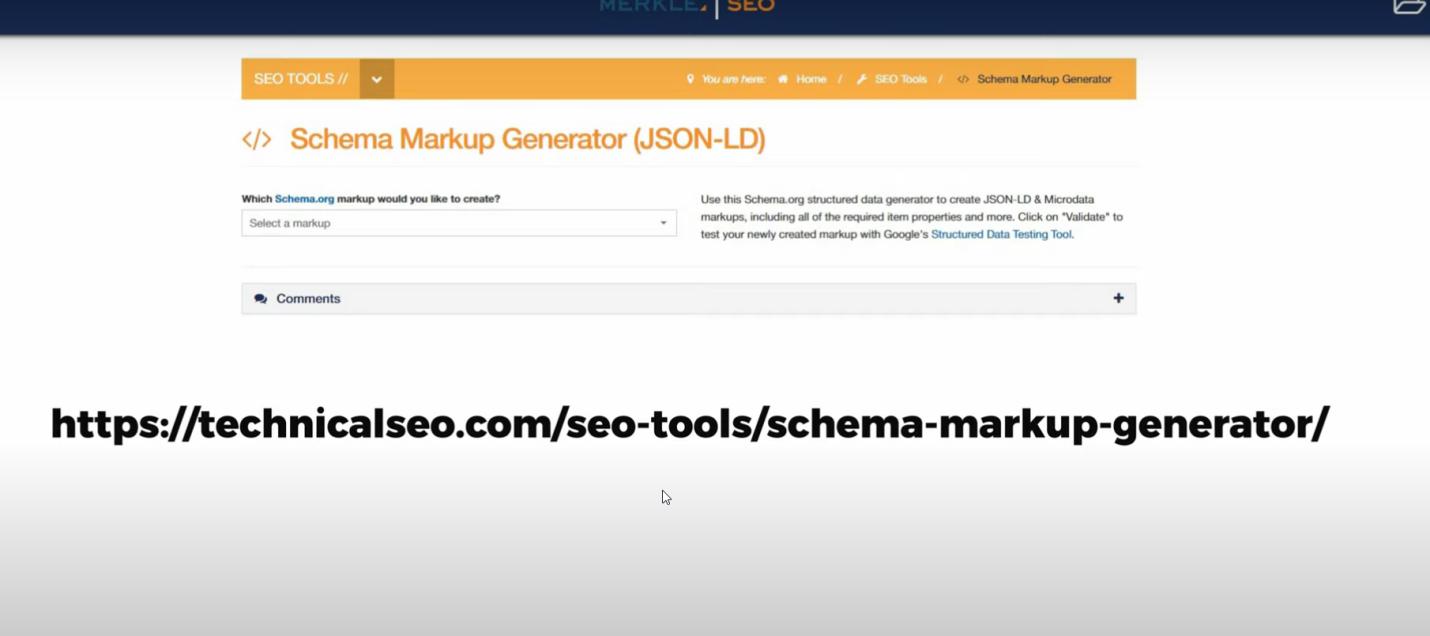 MERKLE | SEO
SEO TOOLS //
You are here: Home / SEO Tools / </> Schema Markup Generator
</> Schema Markup Generator (JSON-LD)
Which Schema.org markup would you like to create?
Select a markup
Use this Schema.org structured data generator to create JSON-LD & Microdata
markups, including all of the required item properties and more. Click on "Validate" to
test your newly created markup with Google's Structured Data Testing Tool.
Comments
https://technicalseo.com/seo-tools/schema-markup-generator/